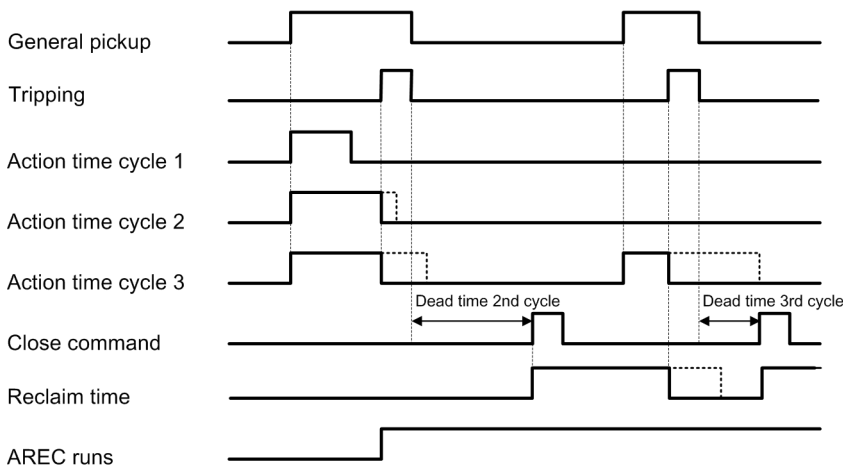 General pickup
Tripping
Action time cycle 1
Action time cycle 2
Action time cycle 3
Dead time 2nd cycle
Dead time 3rd cycle
Close command
Reclaim time
AREC runs